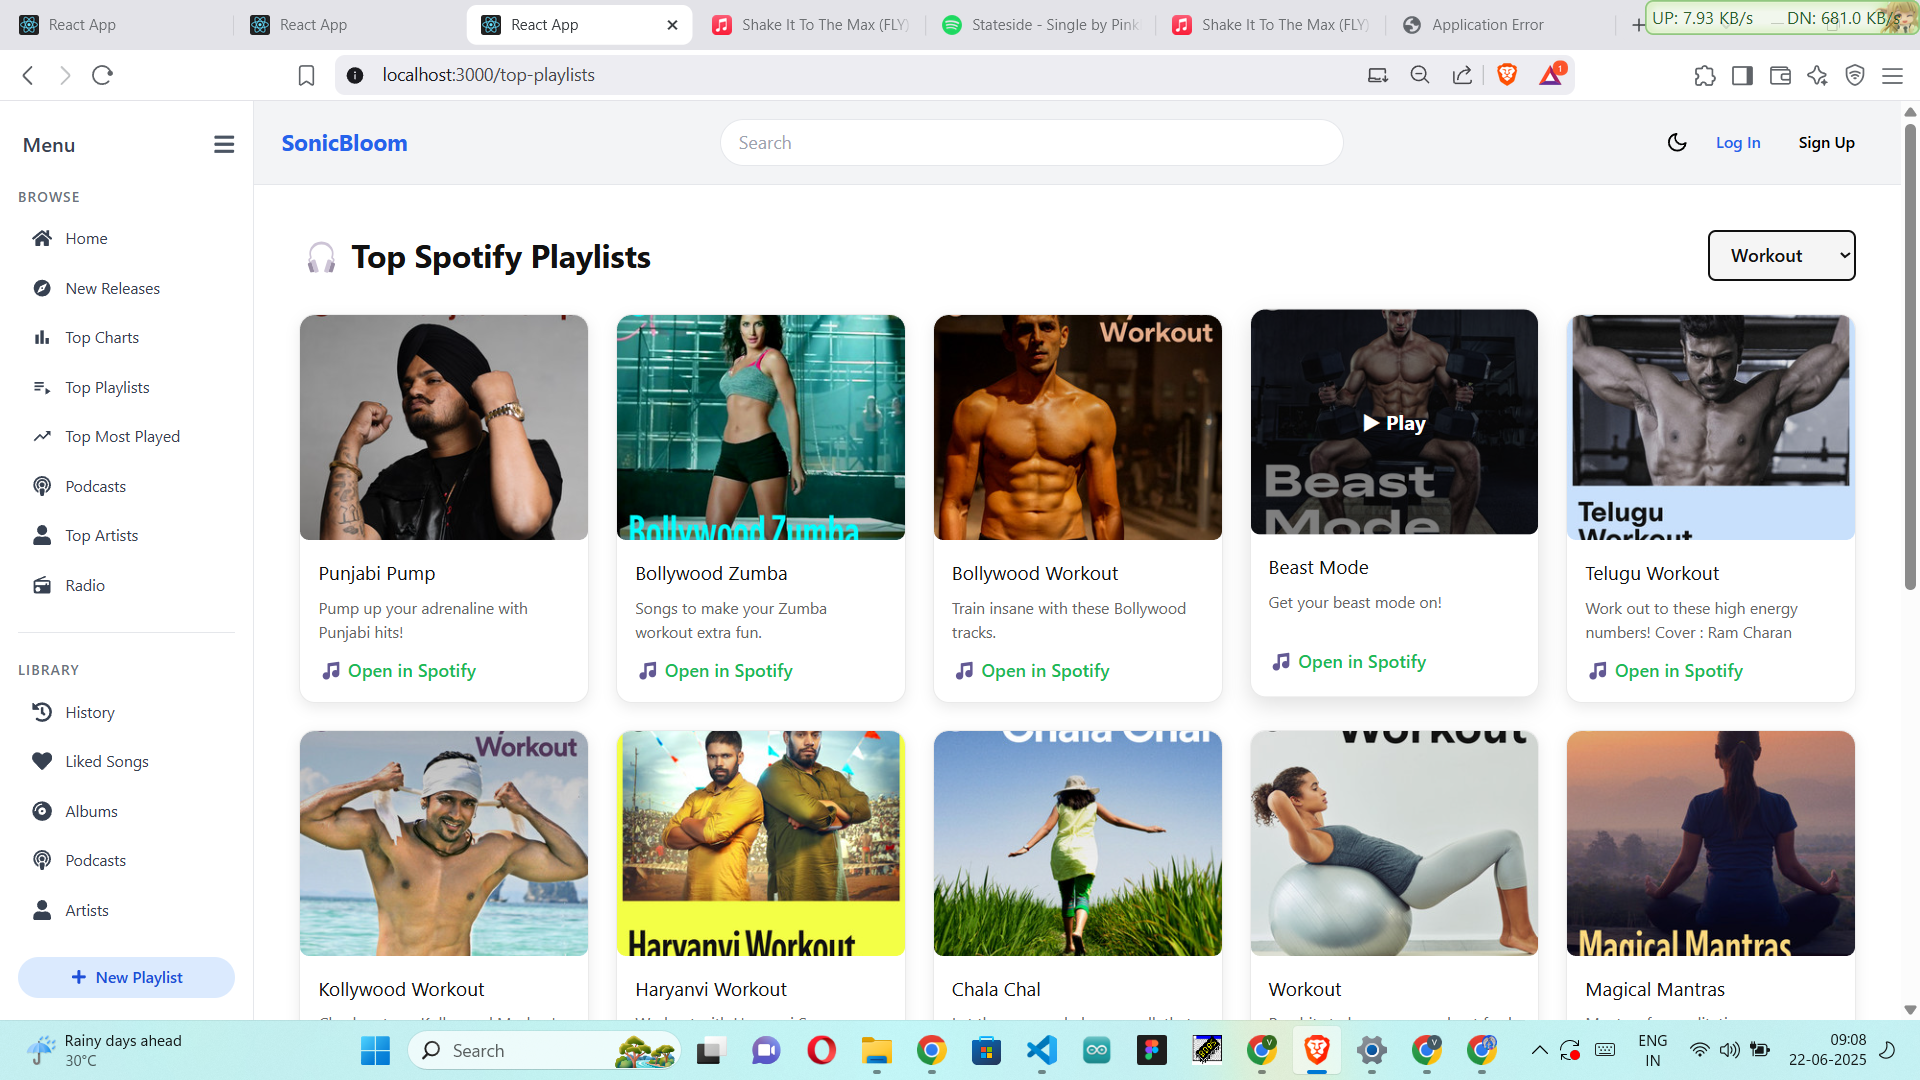 React App
React App
React App
Shake It To The Max (FLY)
Stateside - Single by Pink
Shake It To The Max (FLY)
Application Error
UP: 7.93 KB/s DN: 681.0 KB/s
localhost:3000/top-playlists
1
Menu
BROWSE
Home
New Releases
Top Charts
Top Playlists
Top Most Played
Podcasts
Top Artists
Radio
LIBRARY
History
Liked Songs
Albums
Podcasts
Artists
New Playlist
SonicBloom
Search
Log In
Sign Up
Top Spotify Playlists
Workout
Bollywood Zumba
Workout
Play
Beast
Mode
Telugu
Workout
Punjabi Pump
Pump up your adrenaline with
Punjabi hits!
Open in Spotify
Bollywood Zumba
Songs to make your Zumba
workout extra fun.
Open in Spotify
Bollywood Workout
Train insane with these Bollywood
tracks.
Open in Spotify
Beast Mode
Get your beast mode on!
Open in Spotify
Telugu Workout
Work out to these high energy
numbers! Cover : Ram Charan
Open in Spotify
Workout
Haryanvi Workout
Chala Chal
Workout
Magical Mantras
Kollywood Workout
Haryanvi Workout
Chala Chal
Workout
Magical Mantras
Rainy days ahead
30°C
Search
ENG
IN
09:08
22-06-2025